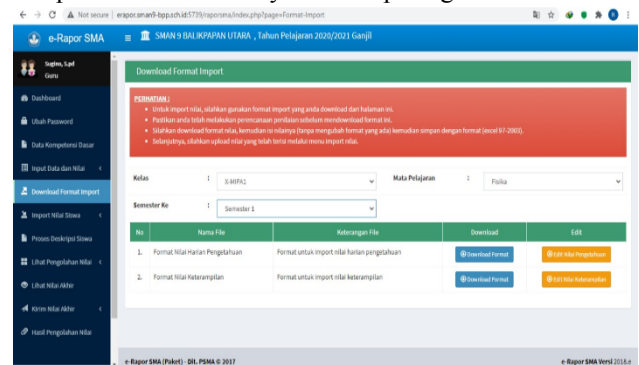 Not secure | erapor.sman9-bpp.sch.id:5739/raporsma/index.php?page=Format-Import
e-Rapor SMA
SMAN 9 BALIKPAPAN UTARA , Tahun Pelajaran 2020/2021 Ganjil
Sugino, S.pd
Guru
Dashboard
Ubah Password
Data Kompetensi Dasar
Input Data dan Nilai
Download Format Import
Import Nilai Siswa
Proses Deskripsi Siswa
Lihat Pengolahan Nilai
Lihat Nilai Akhir
Kirim Nilai Akhir
Hasil Pengolahan Nilai
Download Format Import
PERHATIAN :
Untuk import nilai, silahkan gunakan format import yang anda download dari halaman ini.
Pastikan anda telah melakukan perencanaan penilaian sebelum mendownload format ini.
Silahkan download format nilai, kemudian isi nilainya (tanpa mengubah format yang ada) kemudian simpan dengan format (excel 97-2003).
Selanjutnya, silahkan upload nilai yang telah terisi melalui menu import nilai.
Kelas : X-MIPA1 Mata Pelajaran : Fisika
Semester Ke : Semester 1
No Nama File Keterangan File Download Edit
1. Format Nilai Harian Pengetahuan Format untuk import nilai harian pengetahuan Download Format Edit Nilai Pengetahuan
2. Format Nilai Keterampilan Format untuk import nilai keterampilan Download Format Edit Nilai Keterampilan
e-Rapor SMA (Paket) - Dit. PSMA © 2017 e-Rapor SMA Versi 2018.e